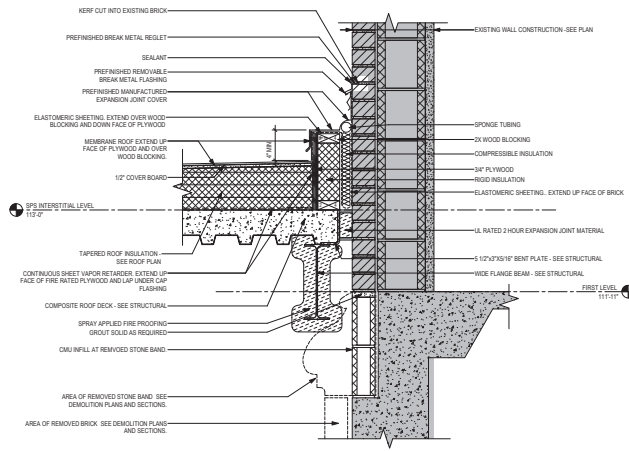 KERF CUT INTO EXISTING BRICK
PREFINISHED BREAK METAL REGLET
SEALANT
PREFINISHED REMOVABLE
BREAK METAL FLASHING
PREFINISHED MANUFACTURED
EXPANSION JOINT COVER
ELASTOMERIC SHEETING. EXTEND OVER WOOD
BLOCKING AND DOWN FACE OF PLYWOOD
MEMBRANE ROOF EXTEND UP
FACE OF PLYWOOD AND OVER
WOOD BLOCKING.
4" MIN
1/2" COVER BOARD
SPS INTERSTITIAL LEVEL
113'-0"
TAPERED ROOF INSULATION -
SEE ROOF PLAN
CONTINUOUS SHEET VAPOR RETARDER. EXTEND UP
FACE OF FIRE RATED PLYWOOD AND LAP UNDER CAP
FLASHING
COMPOSITE ROOF DECK - SEE STRUCTURAL
SPRAY APPLIED FIRE PROOFING
GROUT SOLID AS REQUIRED
CMU INFILL AT REMVOED STONE BAND.
AREA OF REMOVED STONE BAND SEE
DEMOLITION PLANS AND SECTIONS.
AREA OF REMOVED BRICK SEE DEMOLITION PLANS
AND SECTIONS.
EXISTING WALL CONSTRUCTION -SEE PLAN
SPONGE TUBING
2X WOOD BLOCKING
COMPRESSIBLE INSULATION
3/4" PLYWOOD
RIGID INSULATION
ELASTOMERIC SHEETING.. EXTEND UP FACE OF BRICK
UL RATED 2 HOUR EXPANSION JOINT MATERIAL
5 1/2"x3"X5/16" BENT PLATE - SEE STRUCTURAL
WIDE FLANGE BEAM - SEE STRUCTURAL
FIRST LEVEL
111'-11"